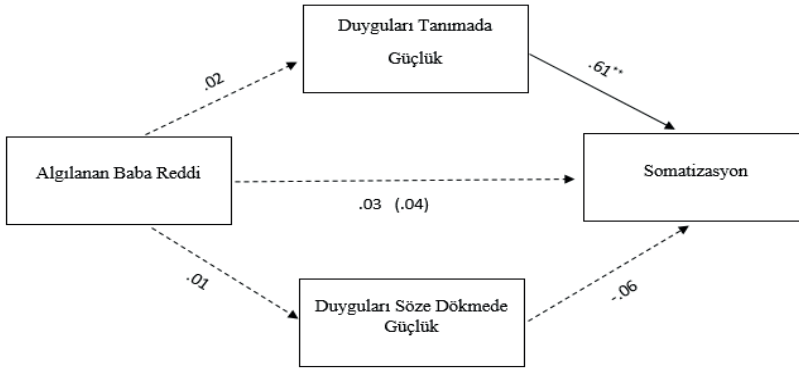 Duyguları Tanımada
Güçlük
.02
.61**
Algılanan Baba Reddi
Somatizasyon
.03 (.04)
.01
Duyguları Söze Dökmede
Güçlük
-.06